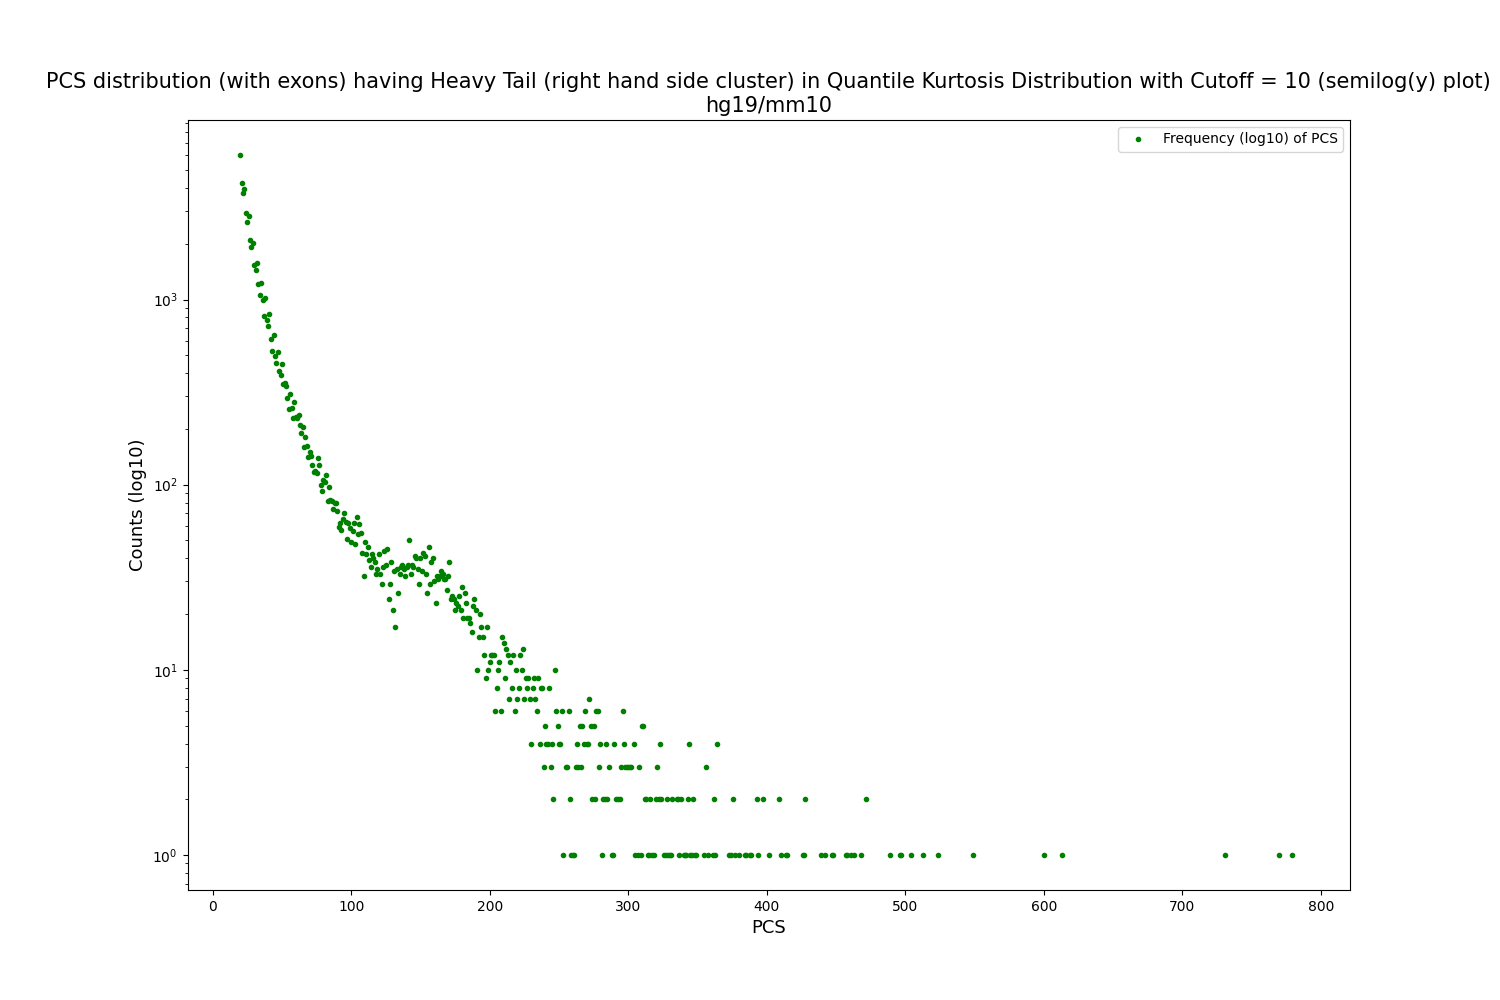 PCS distribution (with exons) having Heavy Tail (right hand side cluster) in Quantile Kurtosis Distribution with Cutoff = 10 (semilog(y) plot)
hg19/mm10
Frequency (log10) of PCS
Counts (log10)
10³
10²
10¹
10⁰
0 100 200 300 400 500 600 700 800
PCS